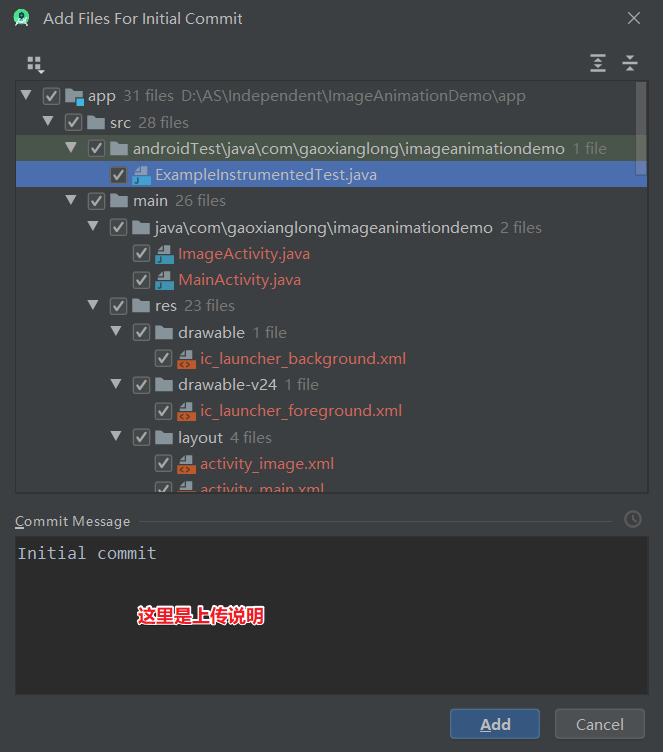 Add Files For Initial Commit
app 31 files D:\AS\Independent\ImageAnimationDemo\app
src 28 files
androidTest\java\com\gaoxianglong\imageanimationdemo 1 file
ExampleInstrumentedTest.java
main 26 files
java\com\gaoxianglong\imageanimationdemo 2 files
ImageActivity.java
MainActivity.java
res 23 files
drawable 1 file
ic_launcher_background.xml
drawable-v24 1 file
ic_launcher_foreground.xml
layout 4 files
activity_image.xml
activity_main.xml
Commit Message
Initial commit
这里是上传说明
Add Cancel